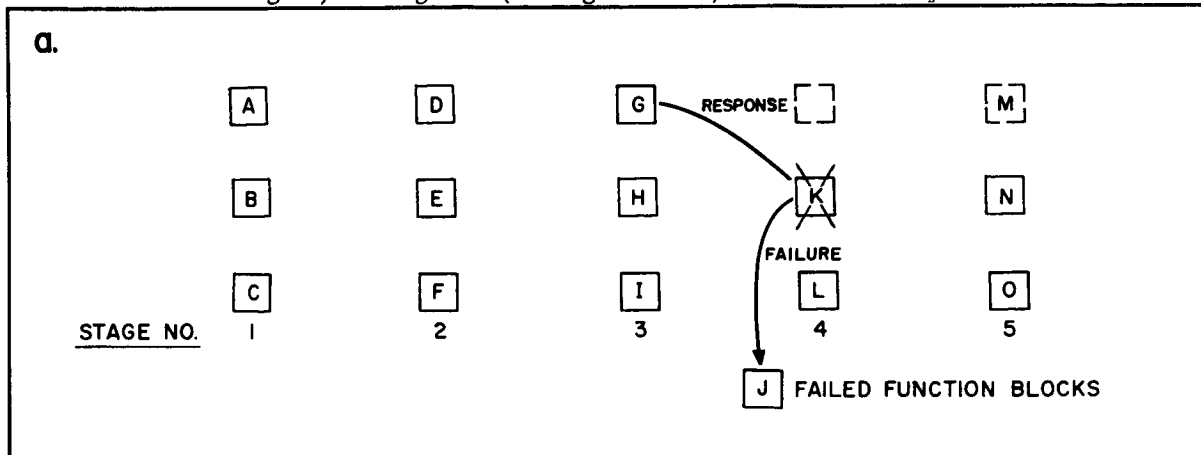 a.
A D G RESPONSE M
B E H K N
FAILURE
C F I L O
STAGE NO. 1 2 3 4 5
J FAILED FUNCTION BLOCKS